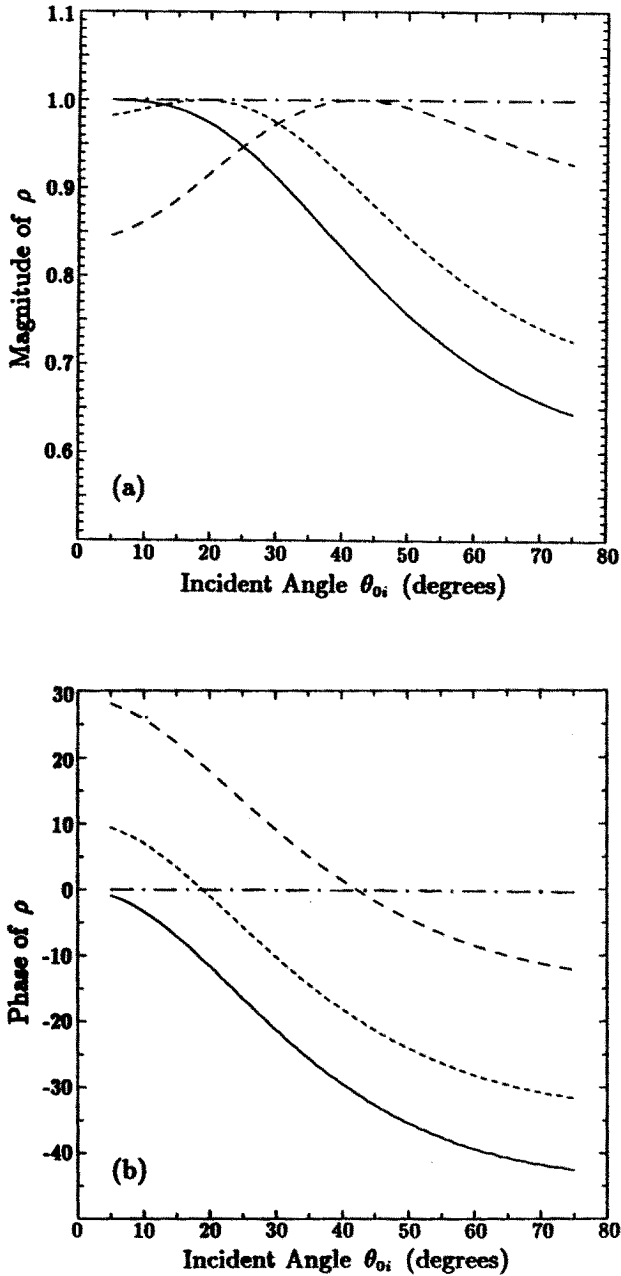 1.1
1.0
0.9
0.8
0.7
0.6
Magnitude of ρ
(a)
0 10 20 30 40 50 60 70 80
Incident Angle θ₀ᵢ (degrees)
30
20
10
0
-10
-20
-30
-40
Phase of ρ
(b)
0 10 20 30 40 50 60 70 80
Incident Angle θ₀ᵢ (degrees)